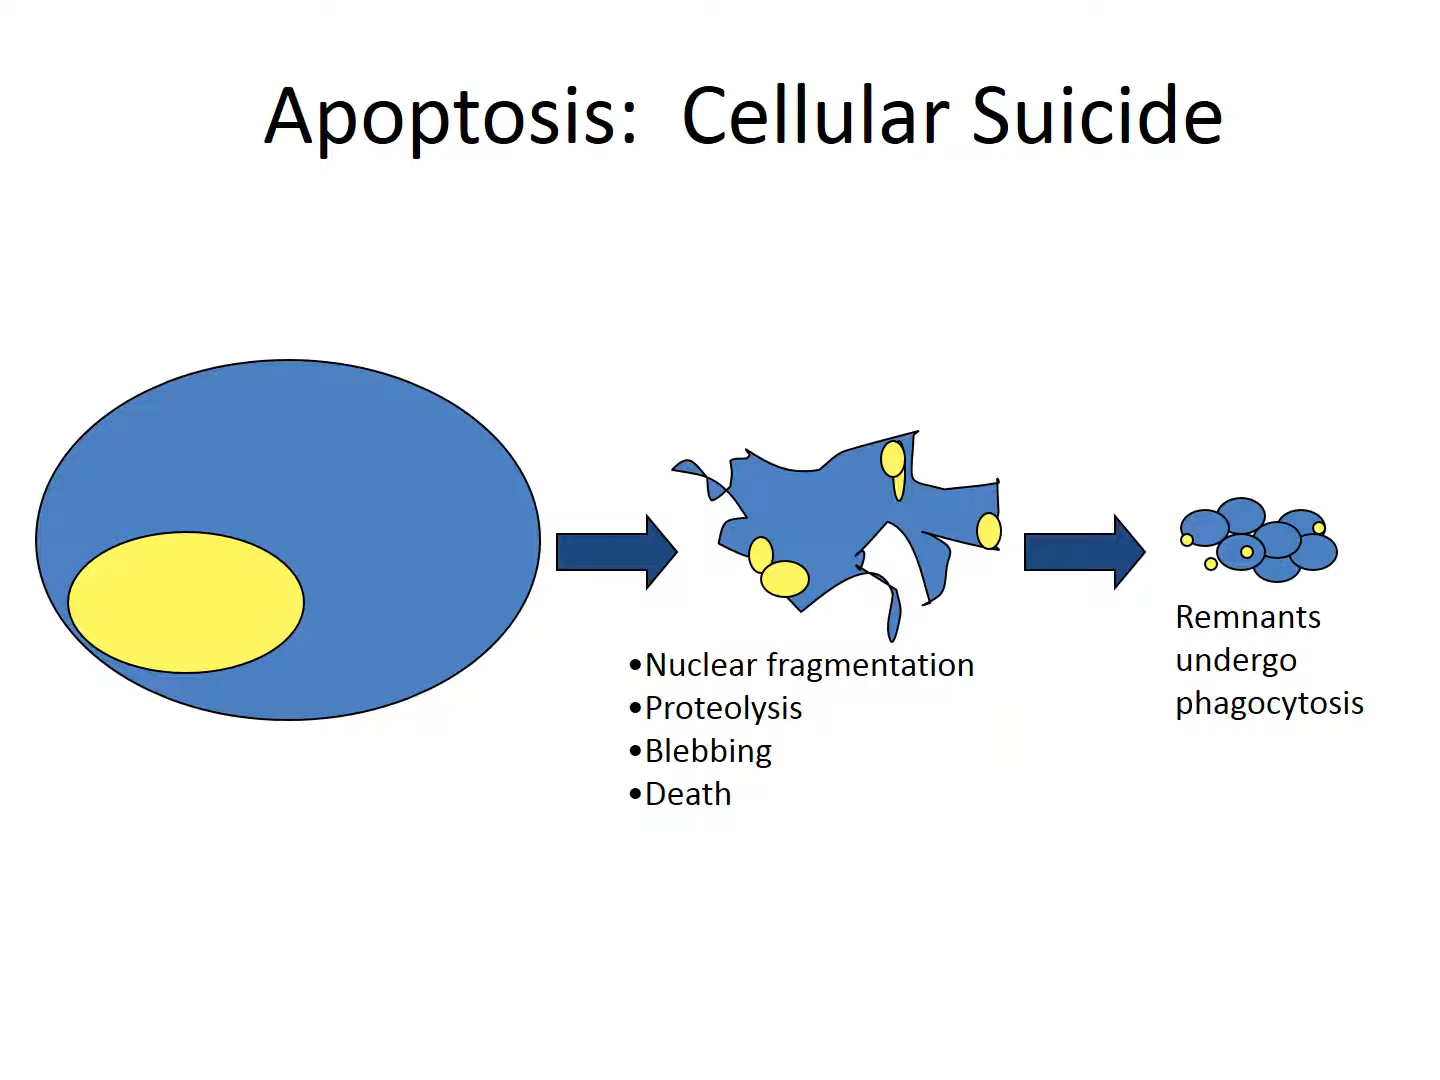 Apoptosis:  Cellular Suicide
•Nuclear fragmentation
•Proteolysis
•Blebbing
•Death
Remnants
undergo
phagocytosis